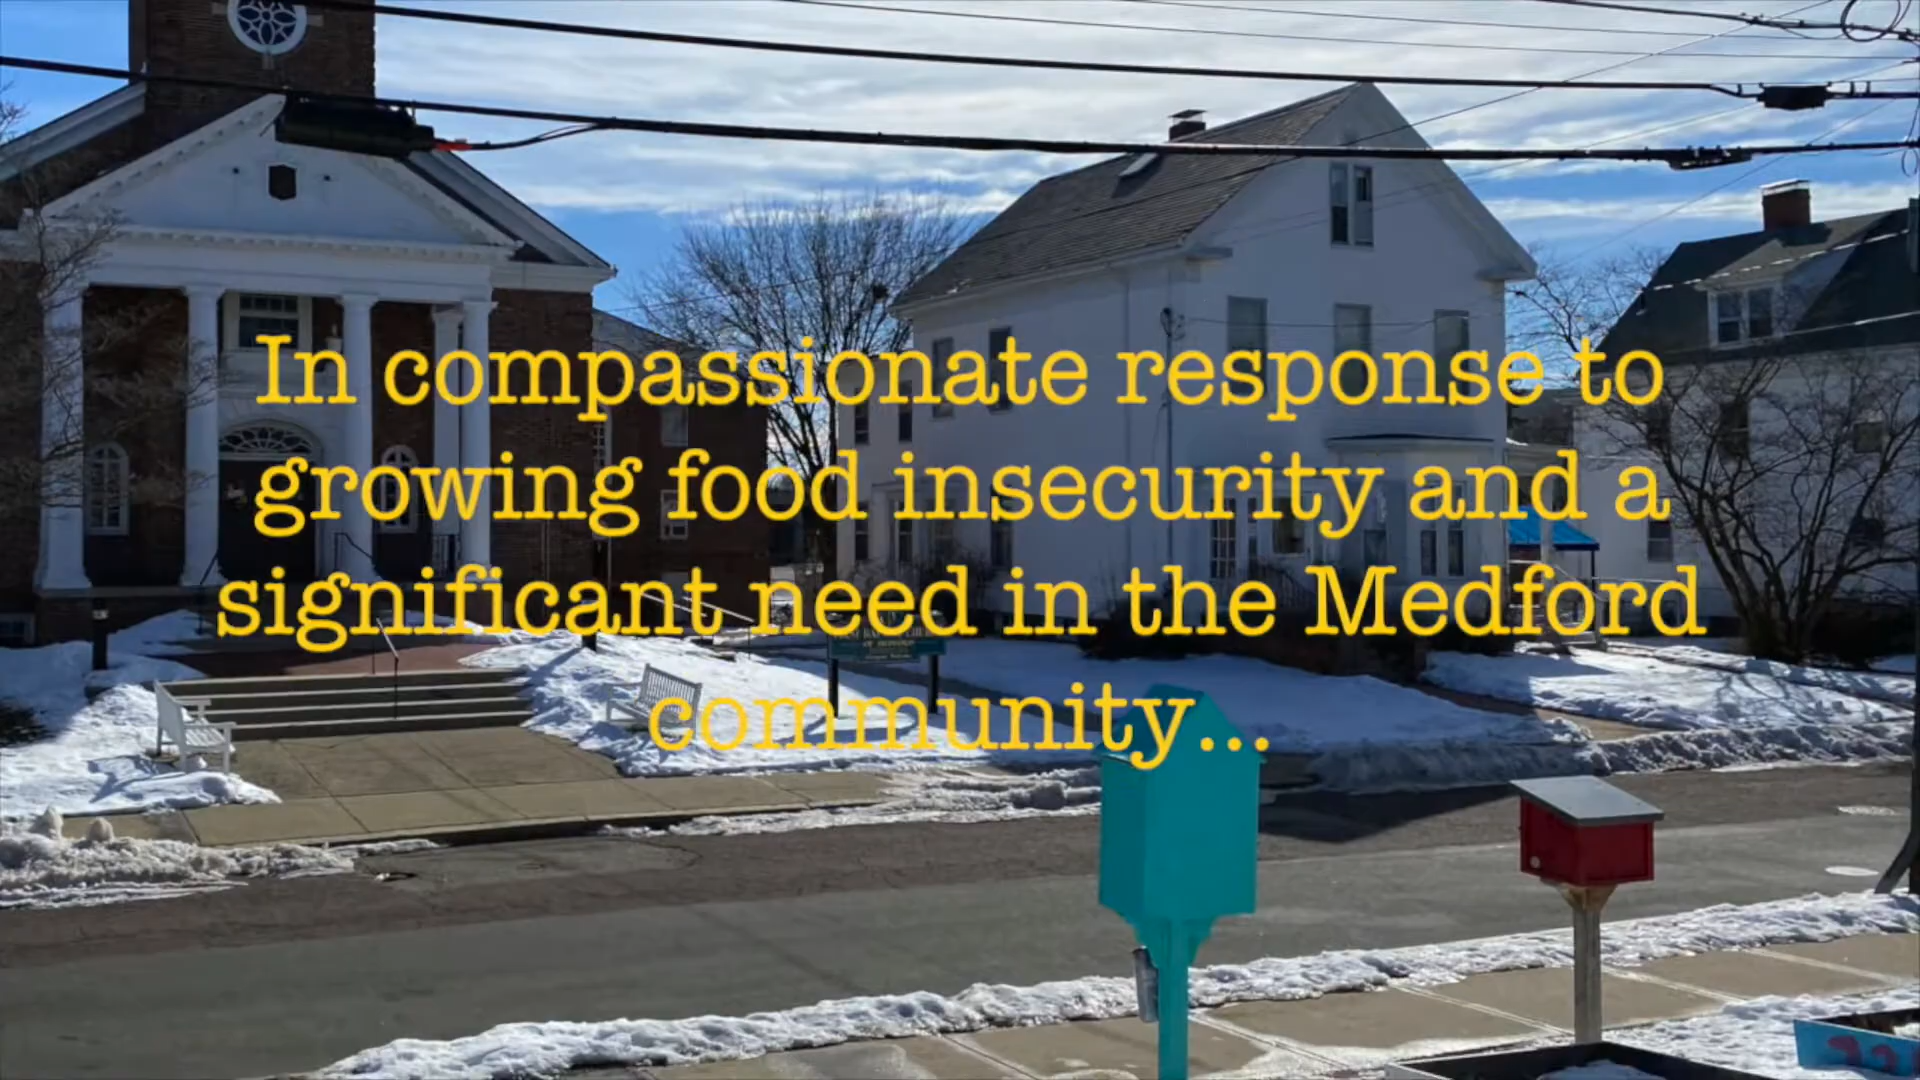 In compassionate response to
growing food insecurity and a
significant need in the Medford
community...